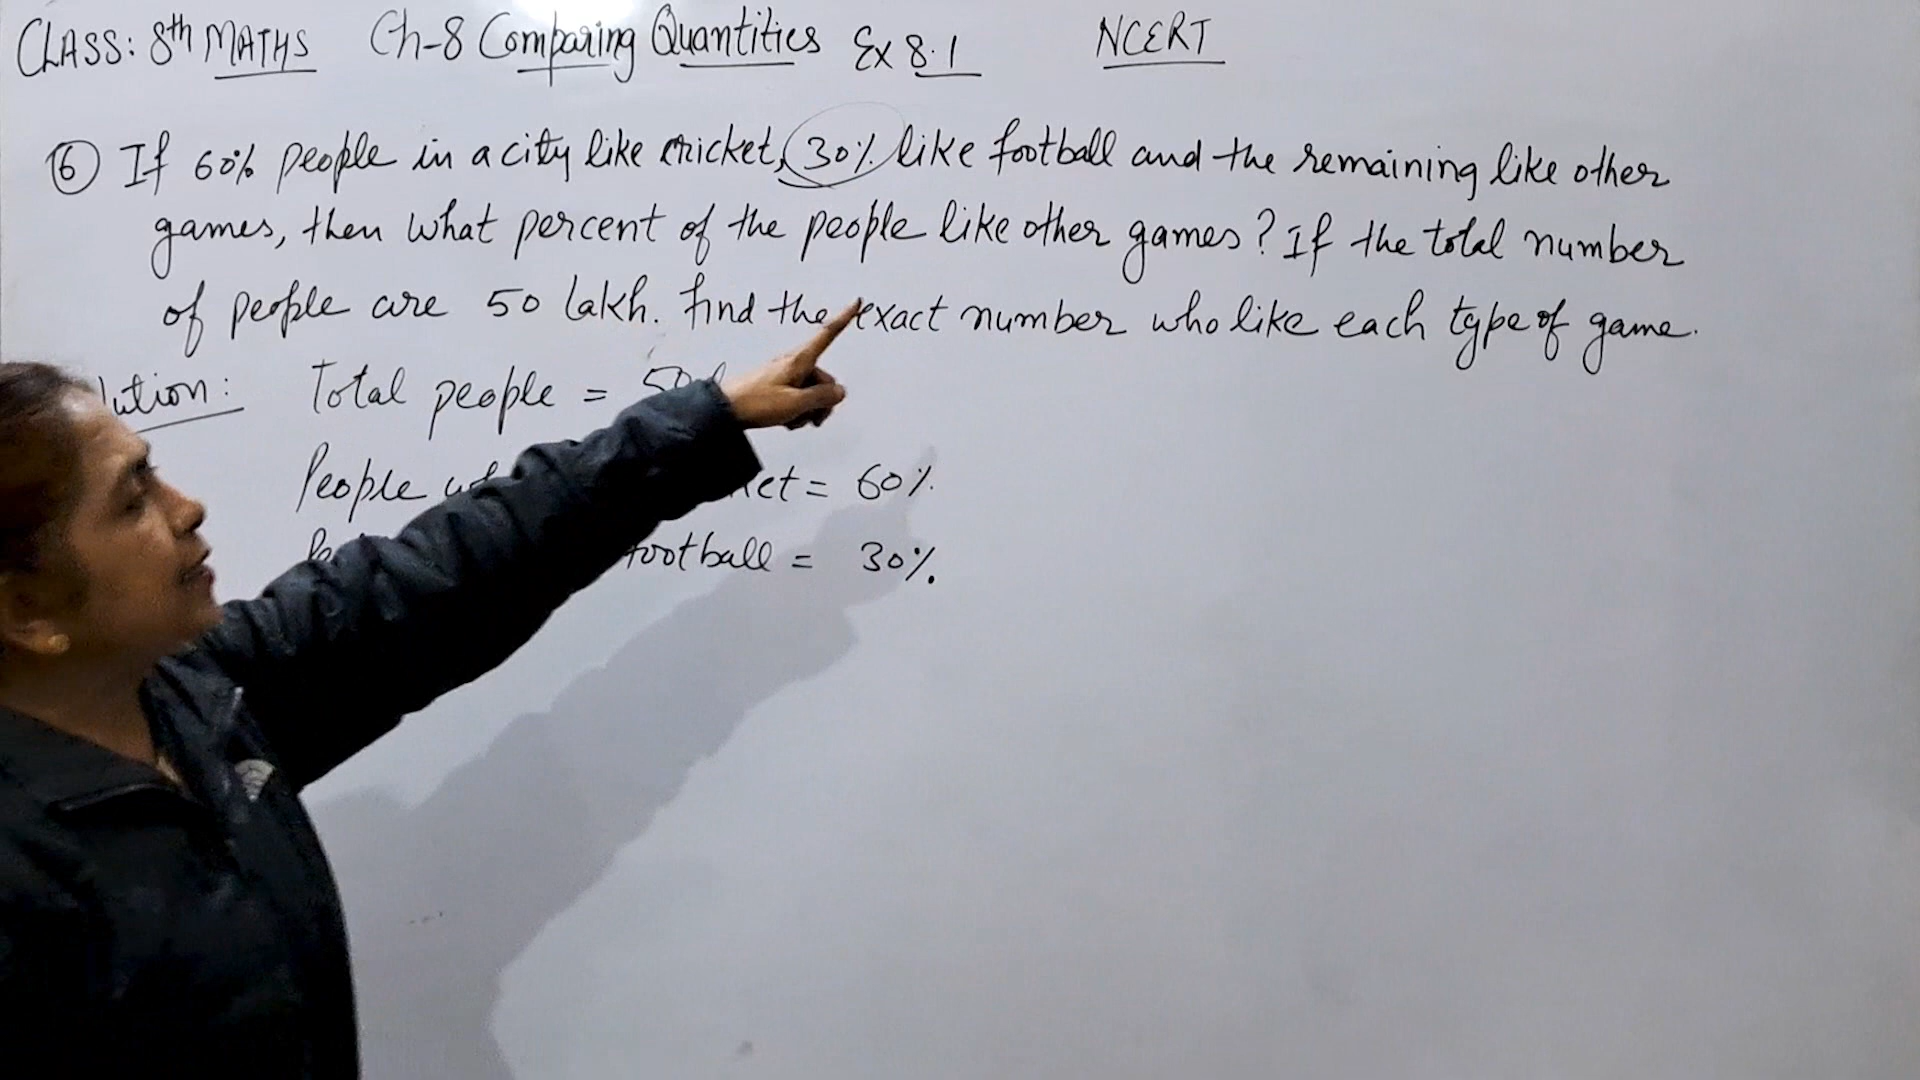 CLASS: 8th MATHS Ch-8 Comparing Quantities Ex 8.1 NCERT
⑥ If 60% people in a city like cricket, 30% like football and the remaining like other
games, then what percent of the people like other games? If the total number
of people are 50 lakh. find the exact number who like each type of game.
lution: Total people = 50
People = 60%.
football = 30%.